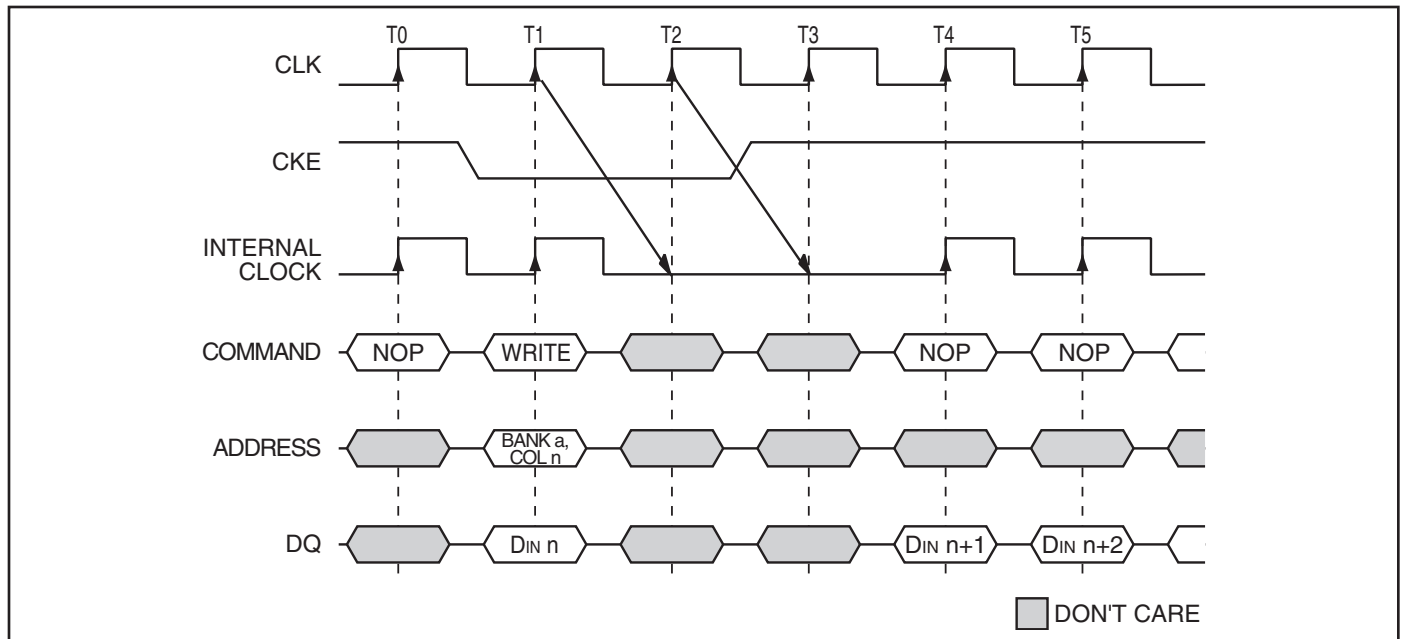 T0 T1 T2 T3 T4 T5
CLK
CKE
INTERNAL
CLOCK
COMMAND NOP WRITE NOP NOP
ADDRESS BANK a,
COL n
DQ DIN n DIN n+1 DIN n+2
DON'T CARE